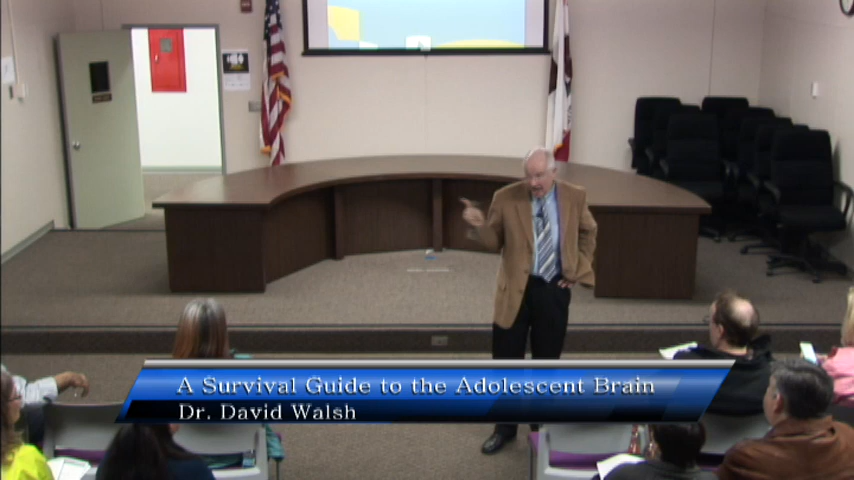 A Survival Guide to the Adolescent Brain
Dr. David Walsh